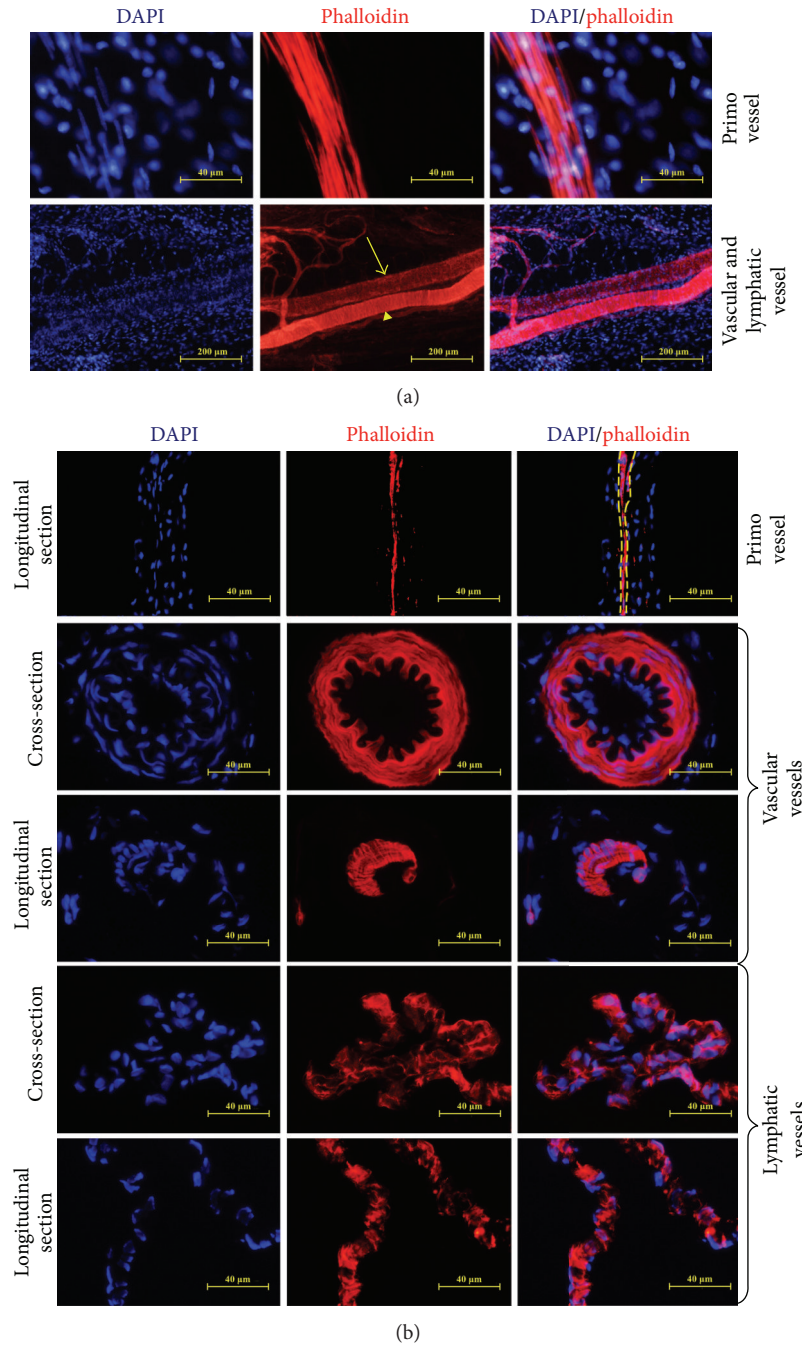 DAPI
Phalloidin
DAPI/phalloidin
40 μm
40 μm
40 μm
Primo
vessel
200 μm
200 μm
200 μm
Vascular and
lymphatic
vessel
(a)
DAPI
Phalloidin
DAPI/phalloidin
Longitudinal
section
40 μm
40 μm
40 μm
Primo
vessel
Cross-section
40 μm
40 μm
40 μm
Vascular
vessels
Longitudinal
section
40 μm
40 μm
40 μm
Cross-section
40 μm
40 μm
40 μm
Lymphatic
vessels
Longitudinal
section
40 μm
40 μm
40 μm
(b)